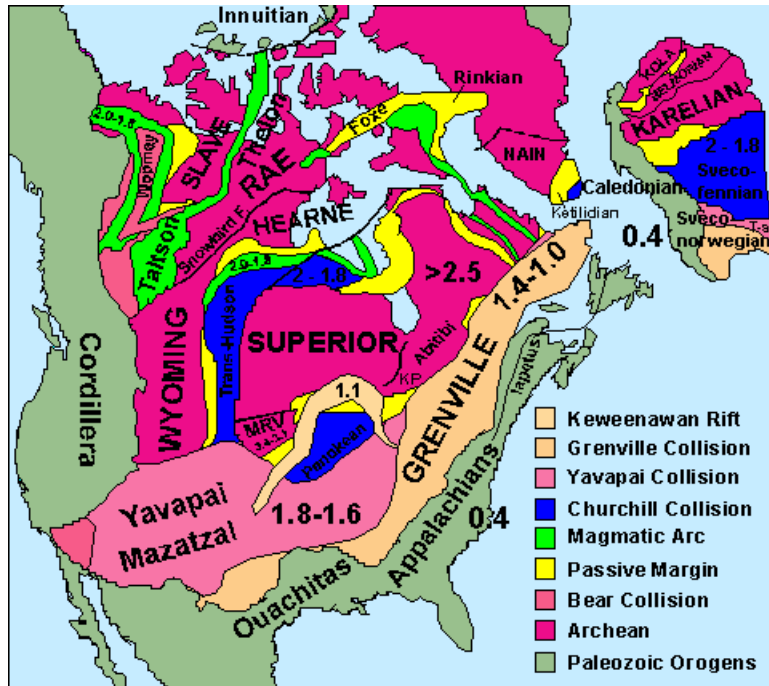 Innuitian
Rinkian
KOLA
BELMORIAN
KARELIAN
2.0-1.8
Wopmay
SLAVE
Thelon
RAE
Foxe
NAIN
2 - 1.8
Sveco-
fennian
Caledonian
Ketilidian
Sveco-
norwegian
T-a
0.4
Snowbird F.
HEARNE
Taltson
2.0-1.8
2 - 1.8
>2.5
1.4-1.0
Cordillera
WYOMING
Trans-Hudson
SUPERIOR
Abitibi
KP
1.1
MRV
Penokean
GRENVILLE
Yavapai
Mazatzal
1.8-1.6
Appalachians
0.4
Ouachitas
Keweenawan Rift
Grenville Collision
Yavapai Collision
Churchill Collision
Magmatic Arc
Passive Margin
Bear Collision
Archean
Paleozoic Orogens